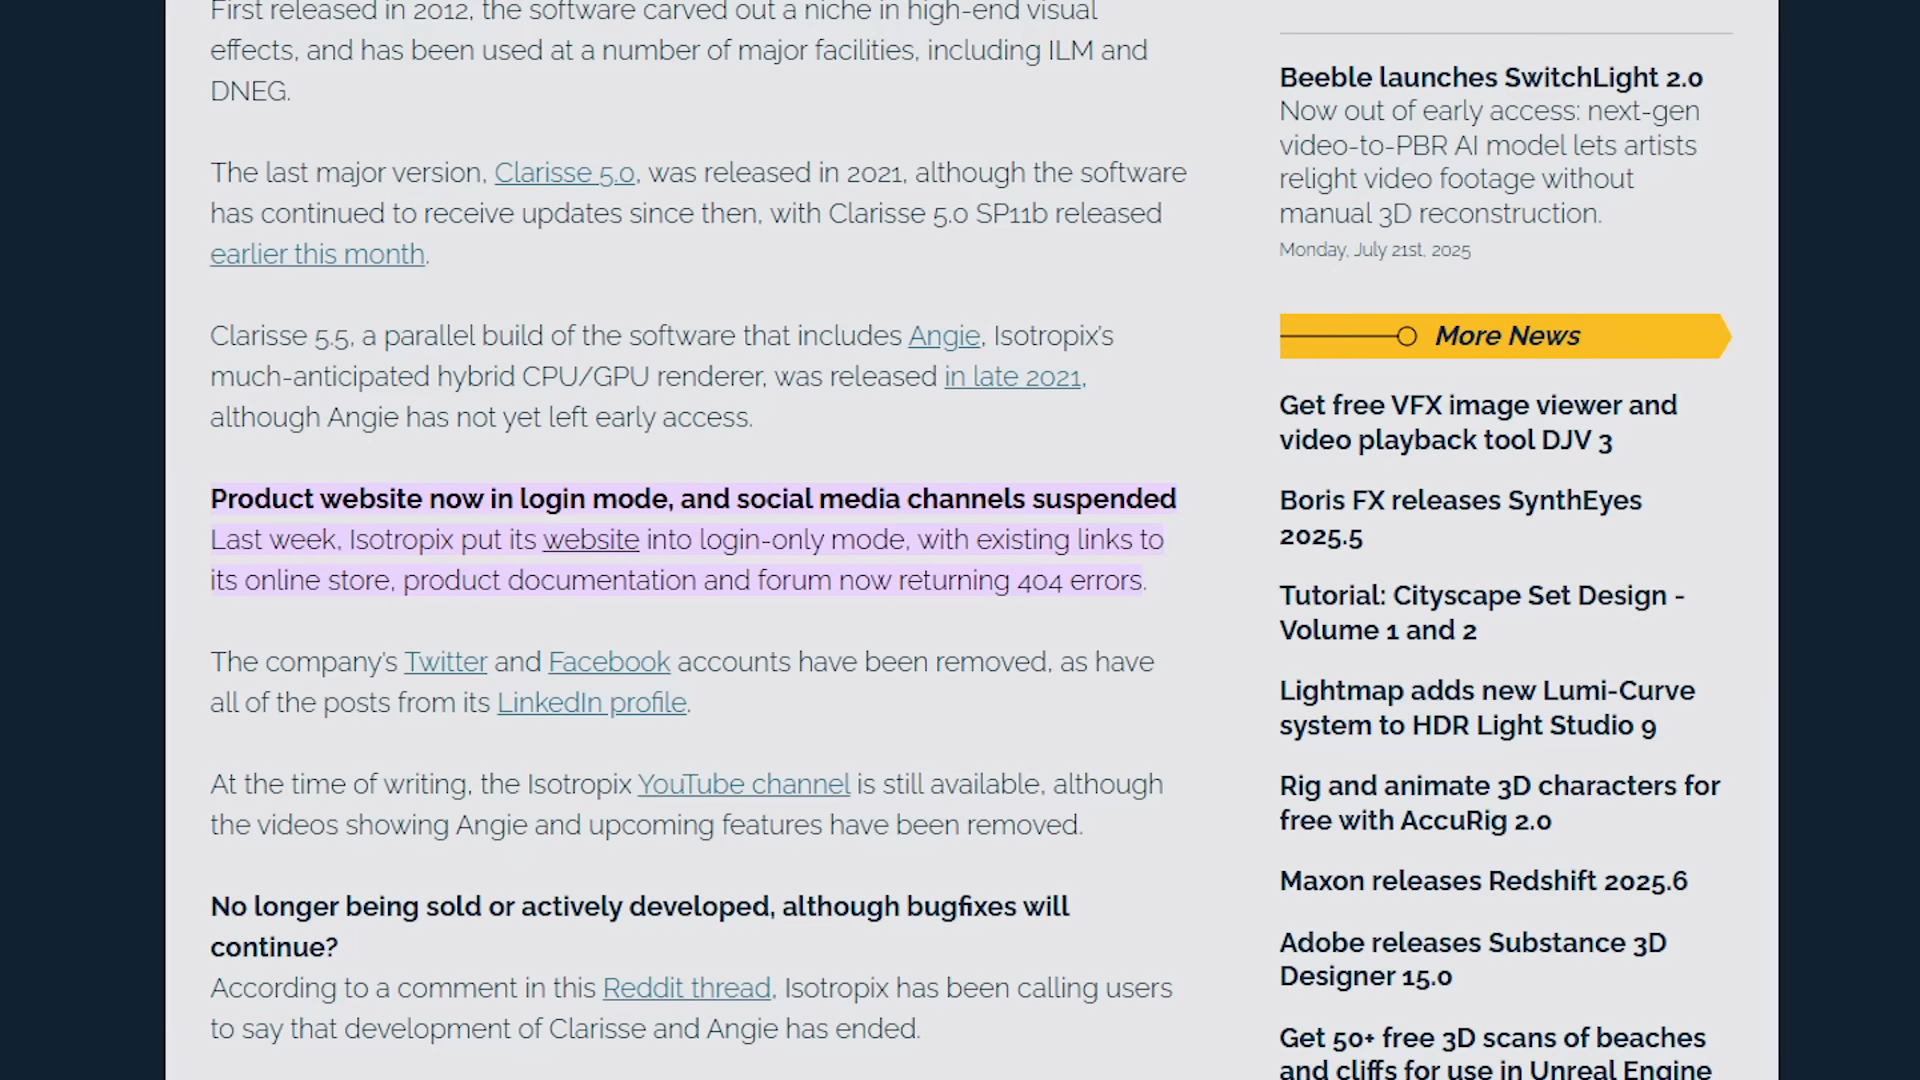 First released in 2012, the software carved out a niche in high-end visual
effects, and has been used at a number of major facilities, including ILM and
DNEG.
The last major version, Clarisse 5.0, was released in 2021, although the software
has continued to receive updates since then, with Clarisse 5.0 SP11b released
earlier this month.
Clarisse 5.5, a parallel build of the software that includes Angie, Isotropix's
much-anticipated hybrid CPU/GPU renderer, was released in late 2021,
although Angie has not yet left early access.
Product website now in login mode, and social media channels suspended
Last week, Isotropix put its website into login-only mode, with existing links to
its online store, product documentation and forum now returning 404 errors.
The company's Twitter and Facebook accounts have been removed, as have
all of the posts from its LinkedIn profile.
At the time of writing, the Isotropix YouTube channel is still available, although
the videos showing Angie and upcoming features have been removed.
No longer being sold or actively developed, although bugfixes will
continue?
According to a comment in this Reddit thread, Isotropix has been calling users
to say that development of Clarisse and Angie has ended.
Beeble launches SwitchLight 2.0
Now out of early access: next-gen
video-to-PBR AI model lets artists
relight video footage without
manual 3D reconstruction.
Monday, July 21st, 2025
More News
Get free VFX image viewer and
video playback tool DJV 3
Boris FX releases SynthEyes
2025.5
Tutorial: Cityscape Set Design -
Volume 1 and 2
Lightmap adds new Lumi-Curve
system to HDR Light Studio 9
Rig and animate 3D characters for
free with AccuRig 2.0
Maxon releases Redshift 2025.6
Adobe releases Substance 3D
Designer 15.0
Get 50+ free 3D scans of beaches
and cliffs for use in Unreal Engine